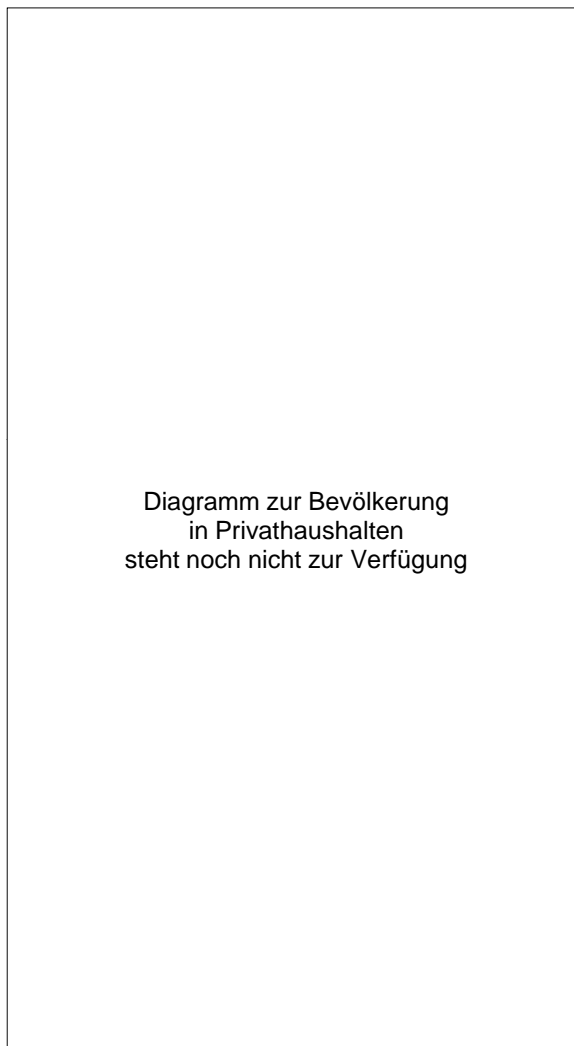 Diagramm zur Bevölkerung
in Privathaushalten
steht noch nicht zur Verfügung